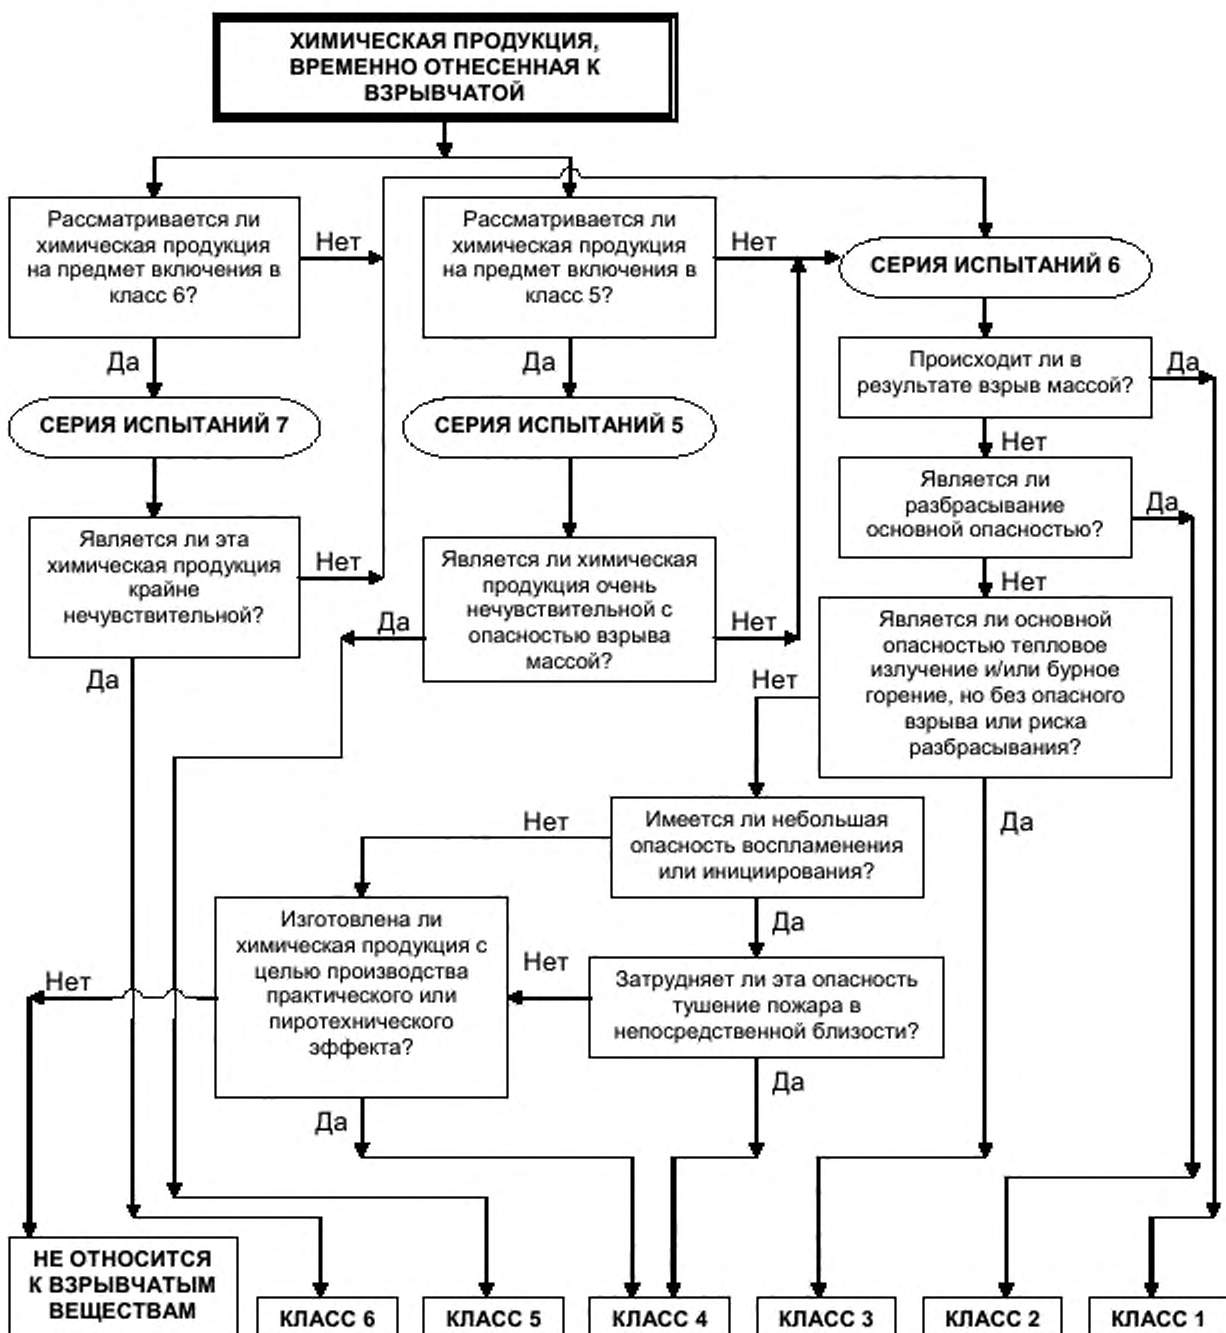 ХИМИЧЕСКАЯ ПРОДУКЦИЯ,
ВРЕМЕННО ОТНЕСЕННАЯ К
ВЗРЫВЧАТОЙ
Рассматривается ли
химическая продукция
на предмет включения в
класс 6?
Нет
Да
Рассматривается ли
химическая продукция
на предмет включения в
класс 5?
Нет
Да
СЕРИЯ ИСПЫТАНИЙ 6
Происходит ли в
результате взрыв массой?
Да
Нет
СЕРИЯ ИСПЫТАНИЙ 7
СЕРИЯ ИСПЫТАНИЙ 5
Является ли
разбрасывание
основной опасностью?
Да
Нет
Является ли эта
химическая продукция
крайне
нечувствительной?
Нет
Да
Является ли химическая
продукция очень
нечувствительной с
опасностью взрыва
массой?
Да
Нет
Является ли основной
опасностью тепловое
излучение и/или бурное
горение, но без опасного
взрыва или риска
разбрасывания?
Нет
Да
Имеется ли небольшая
опасность воспламенения
или инициирования?
Нет
Да
Изготовлена ли
химическая продукция с
целью производства
практического или
пиротехнического
эффекта?
Нет
Да
Затрудняет ли эта опасность
тушение пожара в
непосредственной близости?
Нет
Да
НЕ ОТНОСИТСЯ
К ВЗРЫВЧАТЫМ
ВЕЩЕСТВАМ
КЛАСС 6
КЛАСС 5
КЛАСС 4
КЛАСС 3
КЛАСС 2
КЛАСС 1